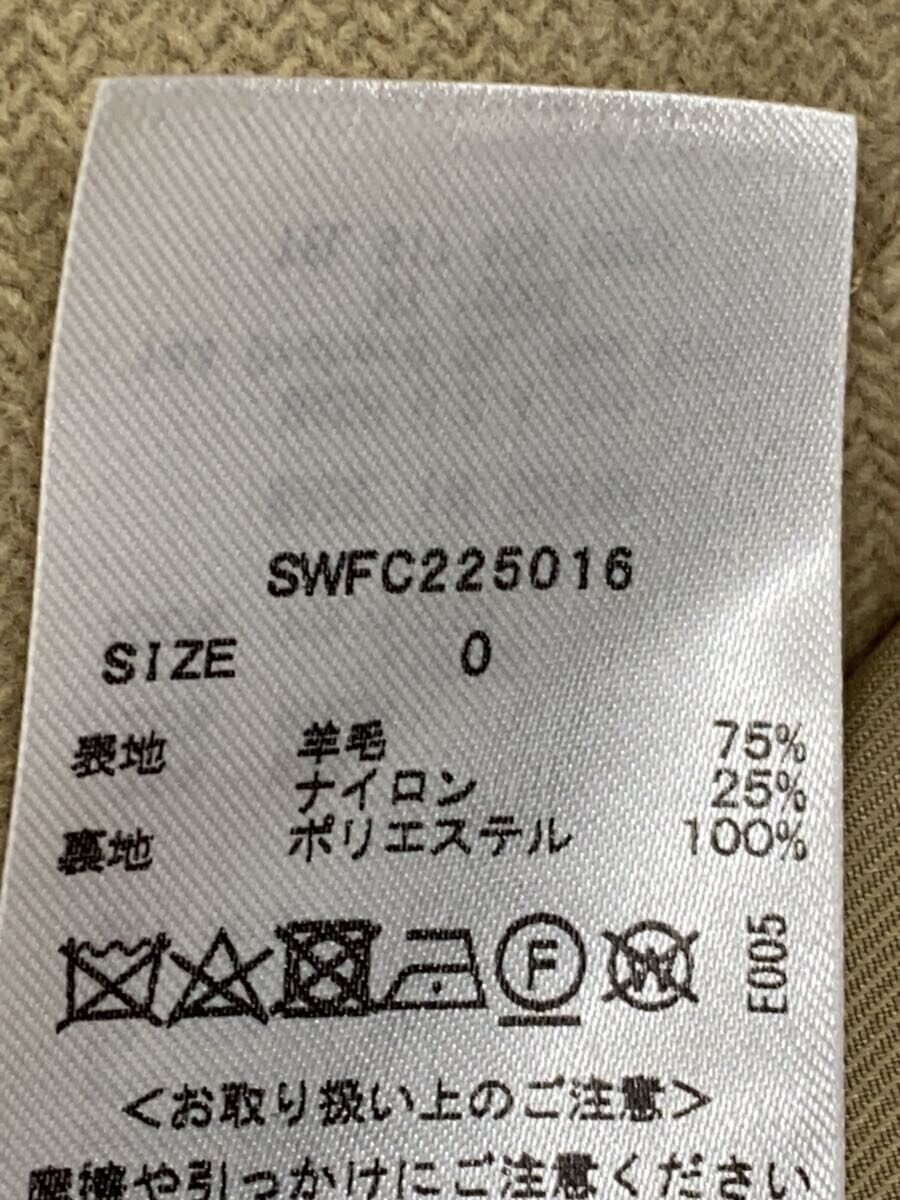 SWFC225016
SIZE 0
表地 羊毛 75%
ナイロン 25%
裏地 ポリエステル 100%
F W E005
＜お取り扱い上のご注意＞
摩擦や引っかけにご注意ください